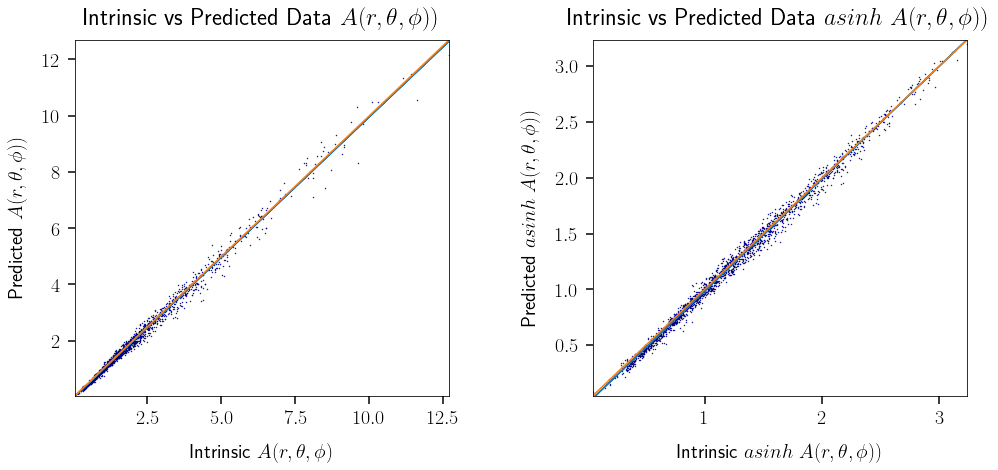 Intrinsic vs Predicted Data A(r, θ, ϕ))
Predicted A(r, θ, ϕ))
12
10
8
6
4
2
2.5 5.0 7.5 10.0 12.5
Intrinsic A(r, θ, ϕ)
Intrinsic vs Predicted Data asinh A(r, θ, ϕ))
Predicted asinh A(r, θ, ϕ))
3.0
2.5
2.0
1.5
1.0
0.5
1 2 3
Intrinsic asinh A(r, θ, ϕ))